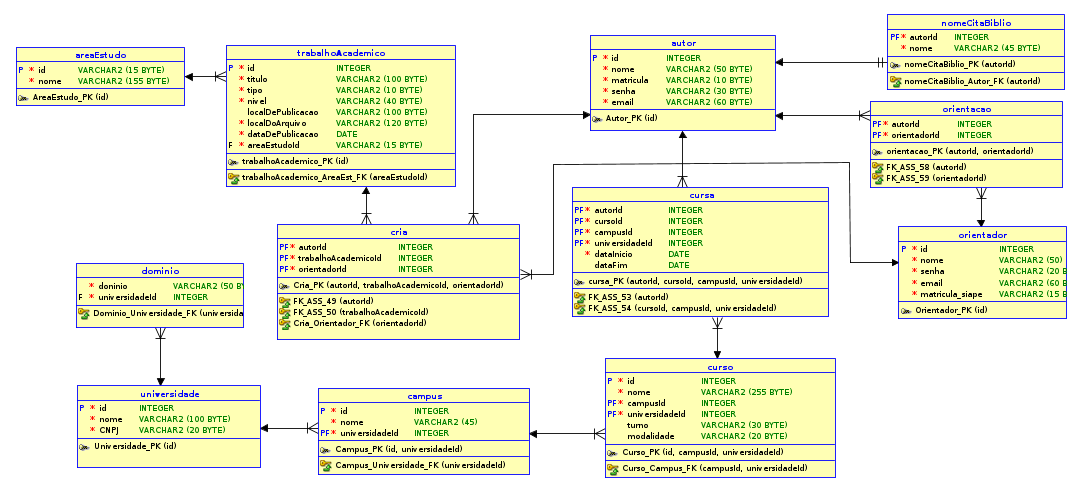 areaEstudo
P * id VARCHAR2 (15 BYTE)
* nome VARCHAR2 (155 BYTE)
AreaEstudo_PK (id)
trabalhoAcademico
P * id INTEGER
* titulo VARCHAR2 (100 BYTE)
* tipo VARCHAR2 (10 BYTE)
* nivel VARCHAR2 (40 BYTE)
localDePublicacao VARCHAR2 (100 BYTE)
* localDoArquivo VARCHAR2 (120 BYTE)
* dataDePublicacao DATE
F * areaEstudoId VARCHAR2 (15 BYTE)
trabalhoAcademico_PK (id)
trabalhoAcademico_AreaEst_FK (areaEstudoId)
autor
P * id INTEGER
* nome VARCHAR2 (50 BYTE)
* matricula VARCHAR2 (10 BYTE)
* senha VARCHAR2 (30 BYTE)
* email VARCHAR2 (60 BYTE)
Autor_PK (id)
nomeCitaBiblio
PF * autorId INTEGER
* nome VARCHAR2 (45 BYTE)
nomeCitaBiblio_PK (autorId)
nomeCitaBiblio_Autor_FK (autorId)
orientacao
PF * autorId INTEGER
PF * orientadorId INTEGER
orientacao_PK (autorId, orientadorId)
FK_ASS_58 (autorId)
FK_ASS_59 (orientadorId)
cursa
PF * autorId INTEGER
PF * cursoId INTEGER
PF * campusId INTEGER
PF * universidadeId INTEGER
* dataInicio DATE
dataFim DATE
cursa_PK (autorId, cursoId, campusId, universidadeId)
FK_ASS_53 (autorId)
FK_ASS_54 (cursoId, campusId, universidadeId)
cria
PF * autorId INTEGER
PF * trabalhoAcademicoId INTEGER
PF * orientadorId INTEGER
Cria_PK (autorId, trabalhoAcademicoId, orientadorId)
FK_ASS_49 (autorId)
FK_ASS_50 (trabalhoAcademicoId)
Cria_Orientador_FK (orientadorId)
orientador
P * id INTEGER
* nome VARCHAR2 (50)
* senha VARCHAR2 (20 B
* email VARCHAR2 (60 B
* matricula_siape VARCHAR2 (15 B
Orientador_PK (id)
dominio
* doninio VARCHAR2 (50 BY
F * universidadeId INTEGER
Dominio_Universidade_FK (universida
universidade
P * id INTEGER
* nome VARCHAR2 (100 BYTE)
* CNPJ VARCHAR2 (20 BYTE)
Universidade_PK (id)
campus
P * id INTEGER
* nome VARCHAR2 (45)
PF * universidadeId INTEGER
Campus_PK (id, universidadeId)
Campus_Universidade_FK (universidadeId)
curso
P * id INTEGER
* nome VARCHAR2 (255 BYTE)
PF * campusId INTEGER
PF * universidadeId INTEGER
turno VARCHAR2 (30 BYTE)
modalidade VARCHAR2 (20 BYTE)
Curso_PK (id, campusId, universidadeId)
Curso_Campus_FK (campusId, universidadeId)